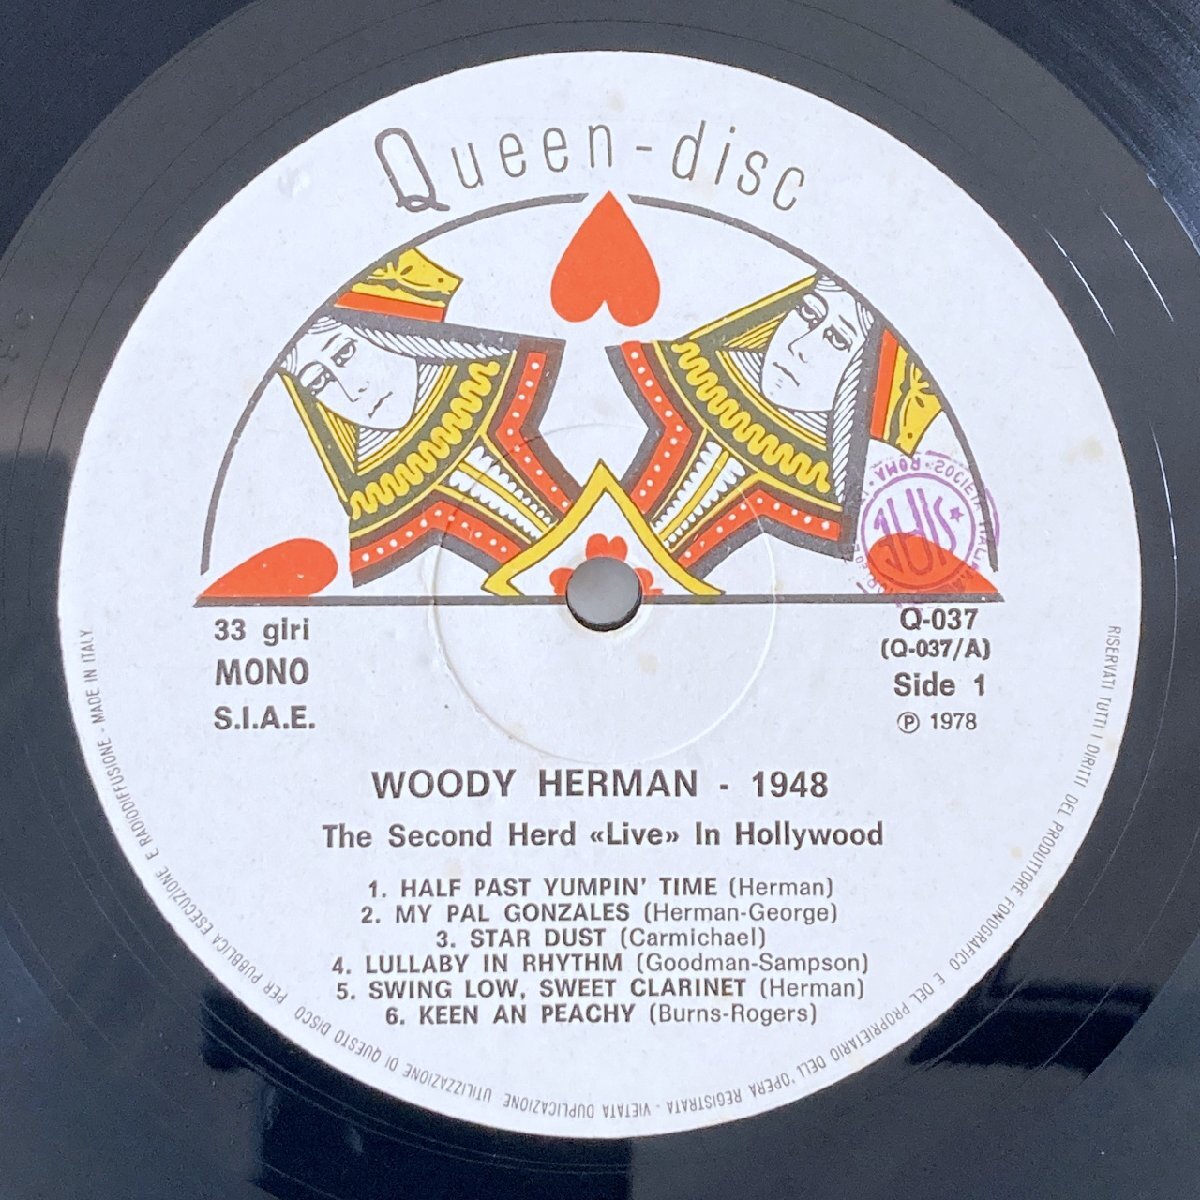 Queen-disc
33 giri
MONO
S.I.A.E.
Q-037
(Q-037/A)
Side 1
℗ 1978
WOODY HERMAN - 1948
The Second Herd «Live» In Hollywood
1. HALF PAST YUMPIN' TIME (Herman)
2. MY PAL GONZALES (Herman-George)
3. STAR DUST (Carmichael)
4. LULLABY IN RHYTHM (Goodman-Sampson)
5. SWING LOW, SWEET CLARINET (Herman)
6. KEEN AN PEACHY (Burns-Rogers)
RISERVATI TUTTI I DIRITTI DEL PRODUTTORE FONOGRAFICO E DEL PROPRIETARIO DELL'OPERA REGISTRATA - VIETATA DUPLICAZIONE UTILIZZAZIONE DI QUESTO DISCO PER PUBBLICA ESECUZIONE E RADIODIFFUSIONE - MADE IN ITALY
ROMA · SOCIETÀ